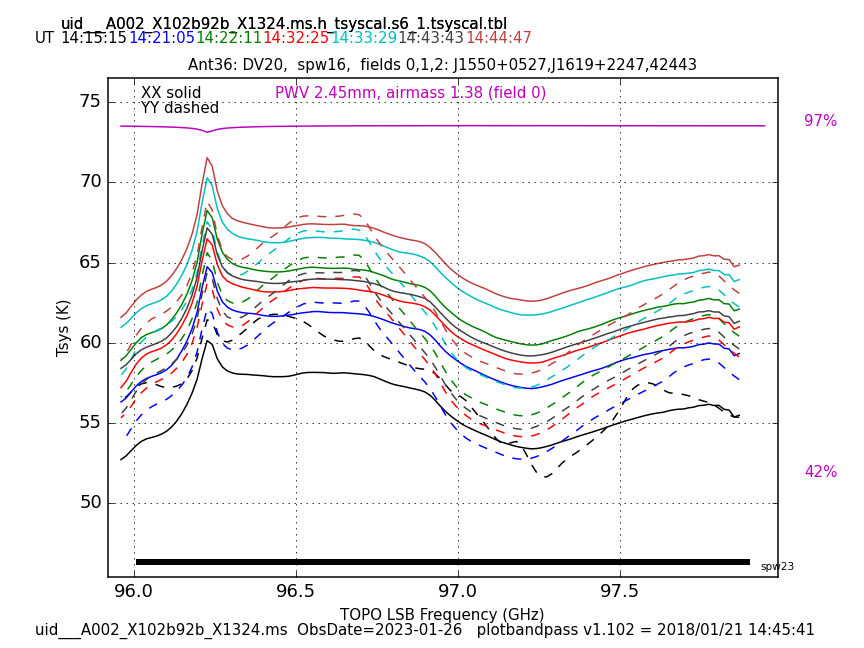 uid___A002_X102b92b_X1324.ms.h_tsyscal.s6_1.tsyscal.tbl
UT 14:15:15 14:21:05 14:22:11 14:32:25 14:33:29 14:43:43 14:44:47
Ant36: DV20, spw16, fields 0,1,2: J1550+0527,J1619+2247,42443
XX solid PWV 2.45mm, airmass 1.38 (field 0)
YY dashed
97%
42%
75
70
65
60
55
50
Tsys (K)
spw23
96.0 96.5 97.0 97.5
TOPO LSB Frequency (GHz)
uid___A002_X102b92b_X1324.ms ObsDate=2023-01-26 plotbandpass v1.102 = 2018/01/21 14:45:41